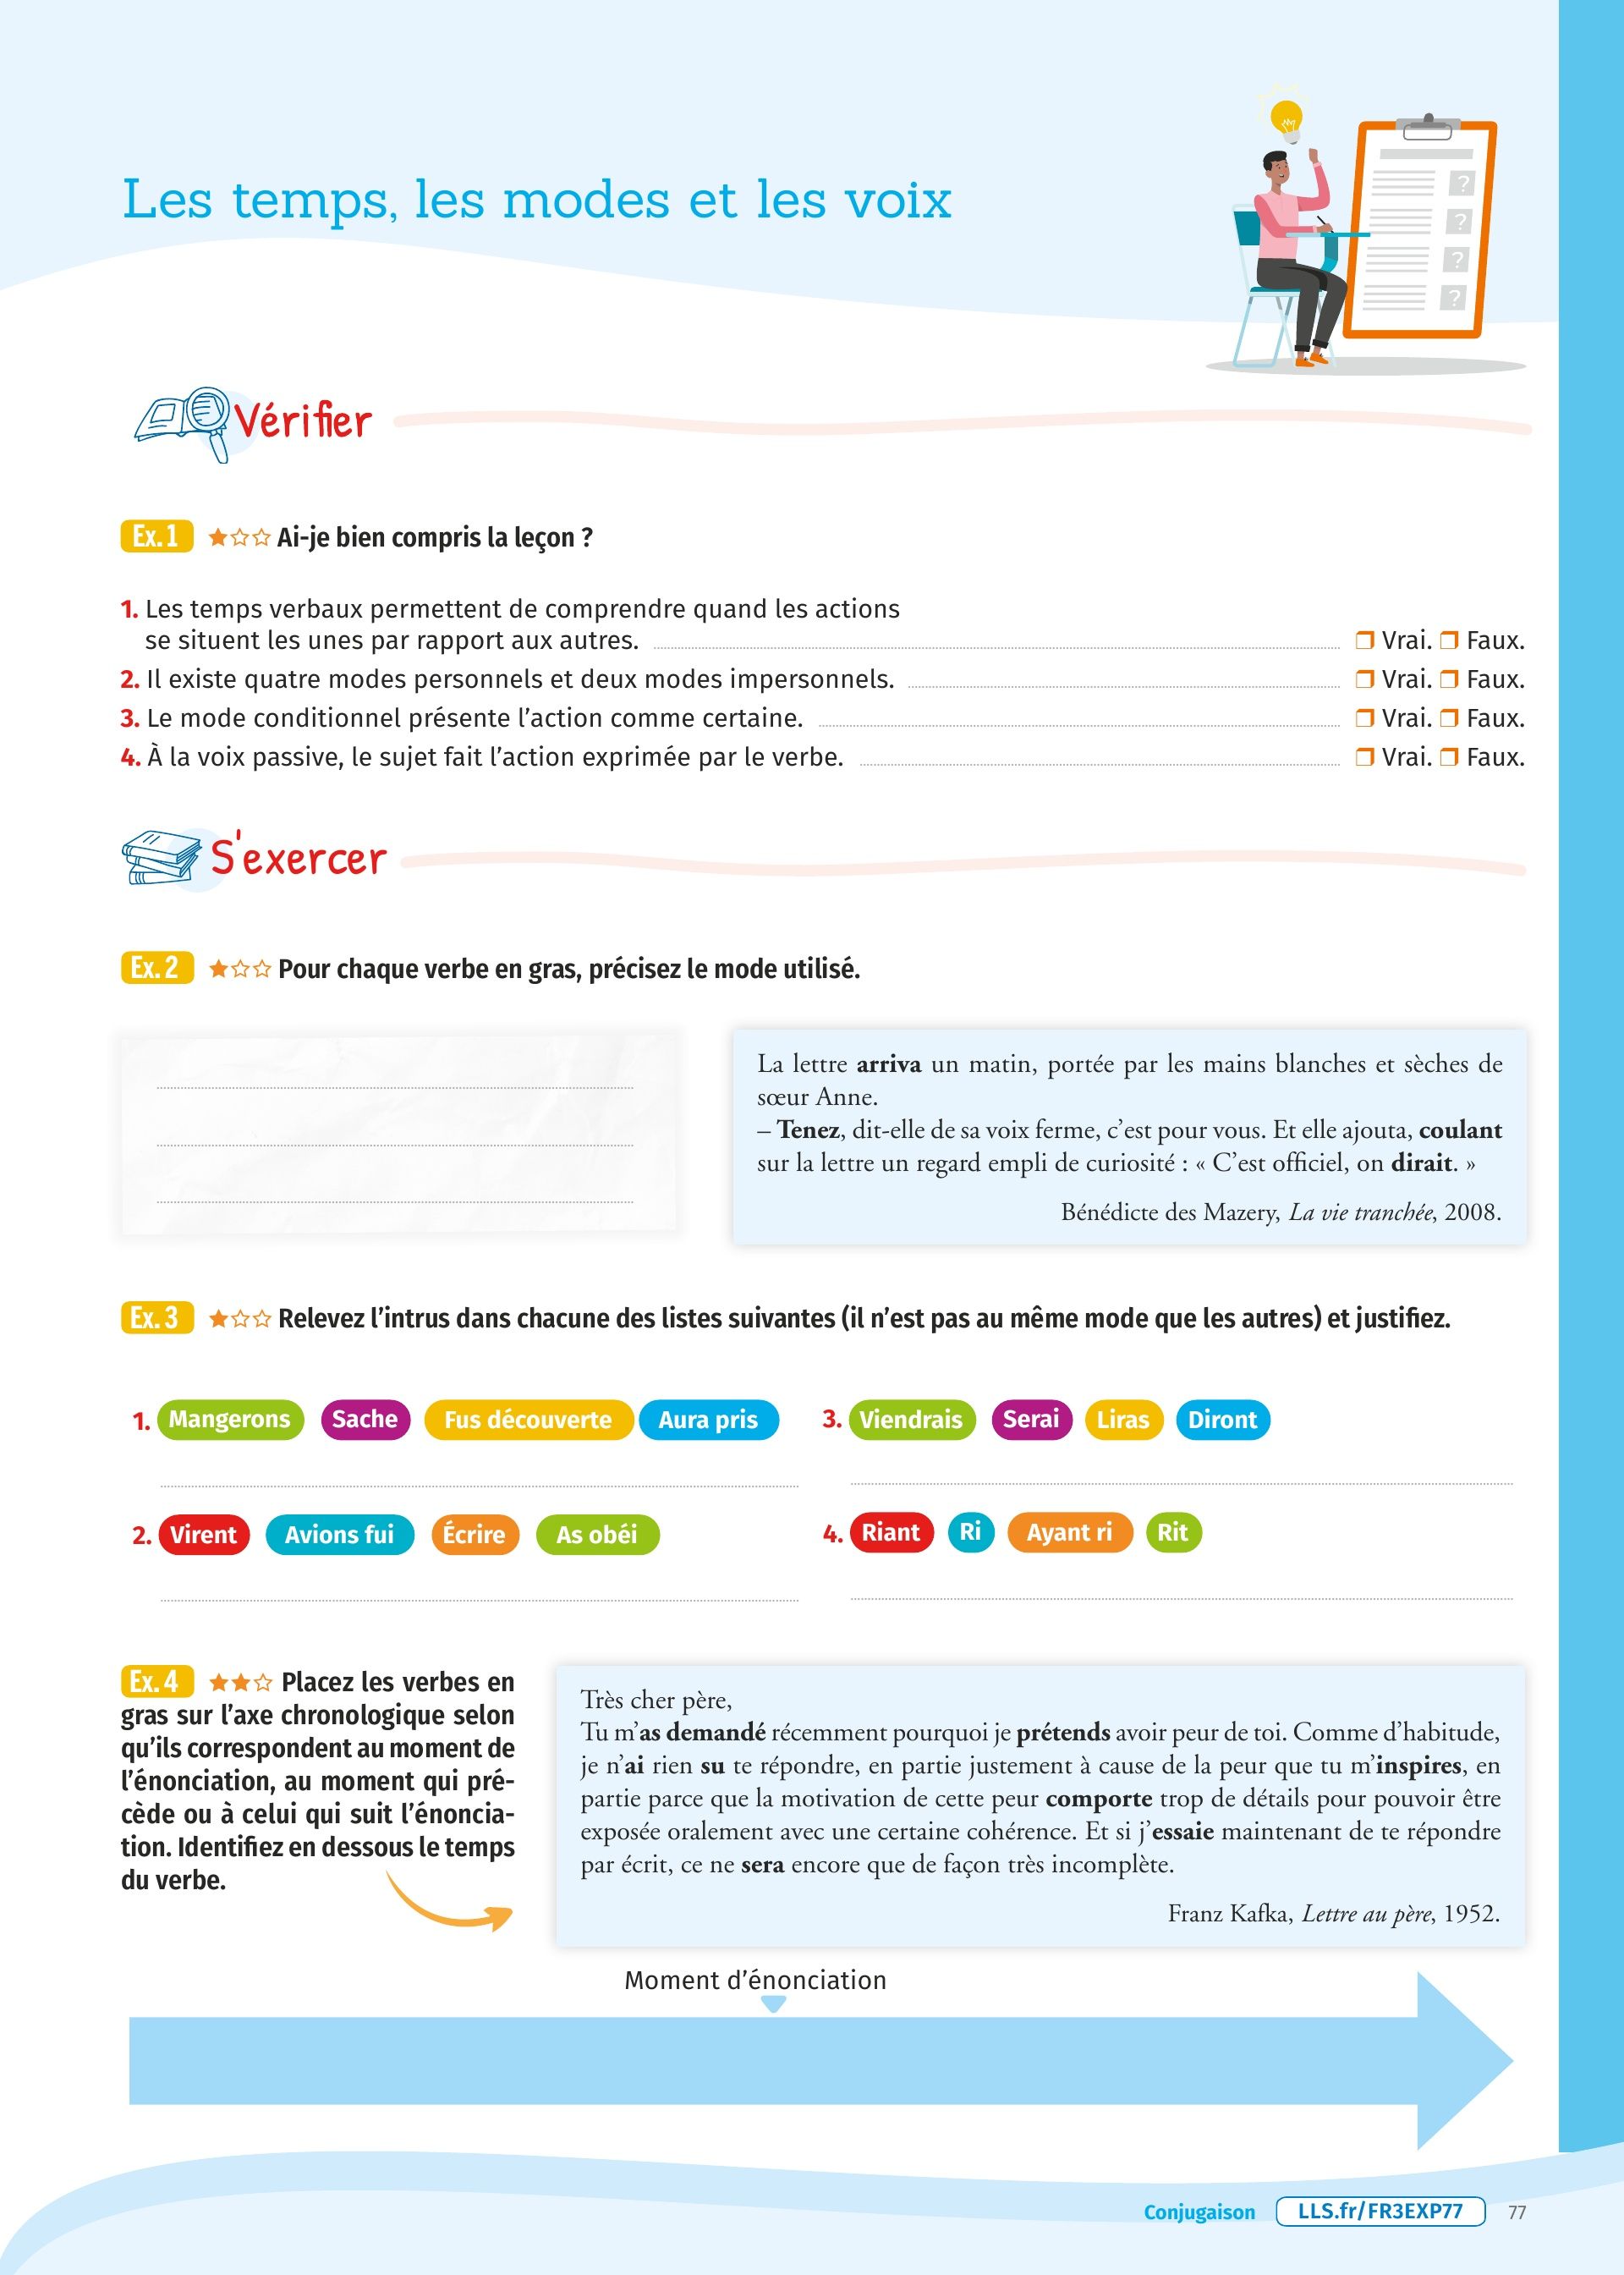 Les temps, les modes et les voix
?
?
?
?
Vérifier
Ex. 1 Ai-je bien compris la leçon ?
1. Les temps verbaux permettent de comprendre quand les actions
se situent les unes par rapport aux autres. Vrai. Faux.
2. Il existe quatre modes personnels et deux modes impersonnels. Vrai. Faux.
3. Le mode conditionnel présente l’action comme certaine. Vrai. Faux.
4. À la voix passive, le sujet fait l’action exprimée par le verbe. Vrai. Faux.
S'exercer
Ex. 2 Pour chaque verbe en gras, précisez le mode utilisé.
La lettre arriva un matin, portée par les mains blanches et sèches de
sœur Anne.
– Tenez, dit-elle de sa voix ferme, c’est pour vous. Et elle ajouta, coulant
sur la lettre un regard empli de curiosité : « C’est officiel, on dirait. »
Bénédicte des Mazery, La vie tranchée, 2008.
Ex. 3 Relevez l’intrus dans chacune des listes suivantes (il n’est pas au même mode que les autres) et justifiez.
1. Mangerons Sache Fus découverte Aura pris
2. Virent Avions fui Écrire As obéi
3. Viendrais Serai Liras Diront
4. Riant Ri Ayant ri Rit
Ex. 4 Placez les verbes en
gras sur l’axe chronologique selon
qu’ils correspondent au moment de
l’énonciation, au moment qui pré-
cède ou à celui qui suit l’énoncia-
tion. Identifiez en dessous le temps
du verbe.
Très cher père,
Tu m’as demandé récemment pourquoi je prétends avoir peur de toi. Comme d’habitude,
je n’ai rien su te répondre, en partie justement à cause de la peur que tu m’inspires, en
partie parce que la motivation de cette peur comporte trop de détails pour pouvoir être
exposée oralement avec une certaine cohérence. Et si j’essaie maintenant de te répondre
par écrit, ce ne sera encore que de façon très incomplète.
Franz Kafka, Lettre au père, 1952.
Moment d’énonciation
Conjugaison LLS.fr/FR3EXP77 77